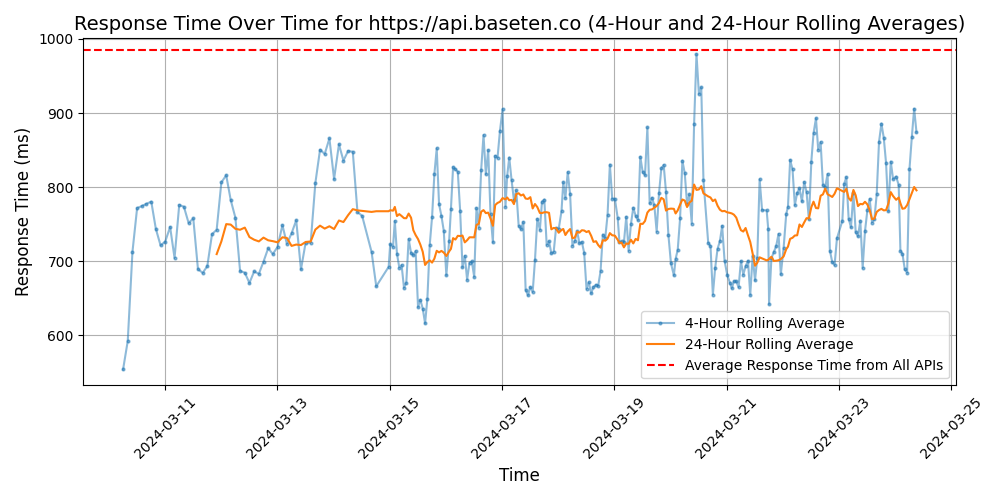 Response Time Over Time for https://api.baseten.co (4-Hour and 24-Hour Rolling Averages)
Response Time (ms)
1000
900
800
700
600
4-Hour Rolling Average
24-Hour Rolling Average
Average Response Time from All APIs
2024-03-11
2024-03-13
2024-03-15
2024-03-17
2024-03-19
2024-03-21
2024-03-23
2024-03-25
Time